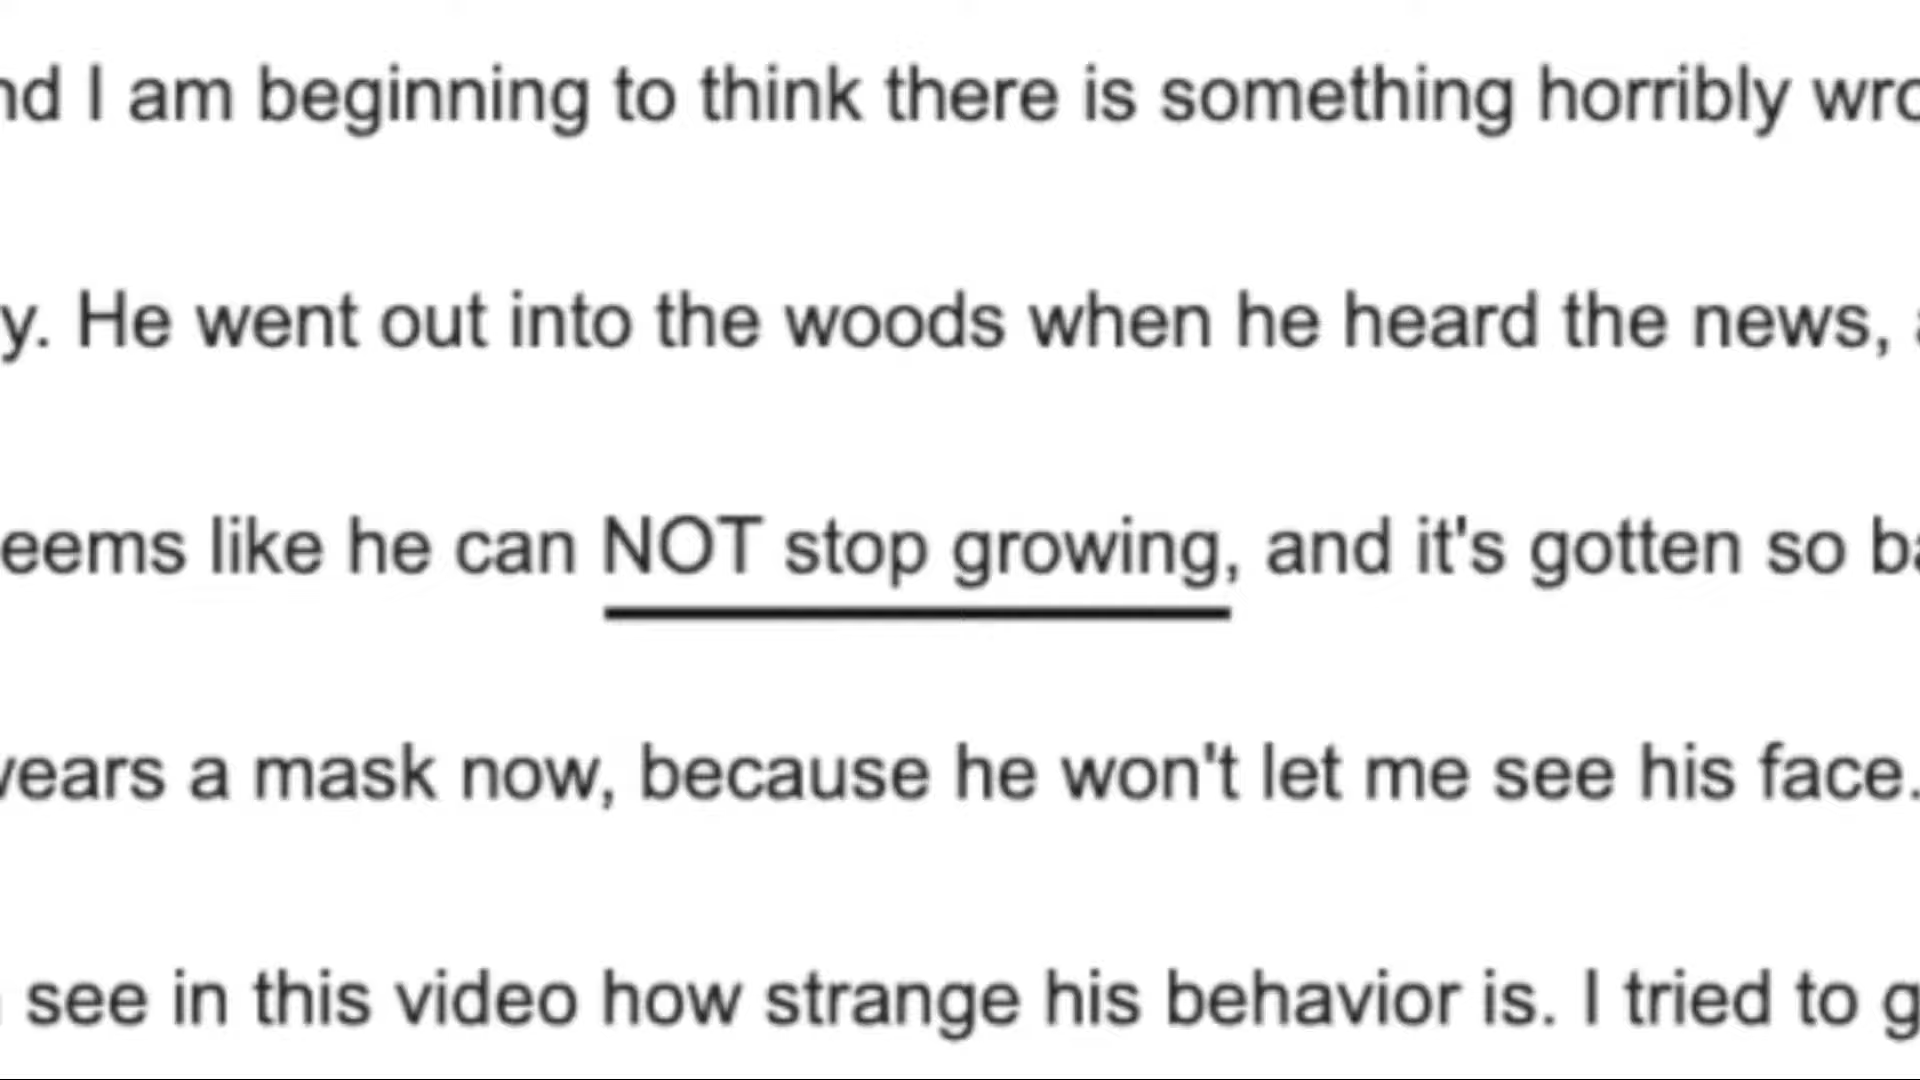 nd I am beginning to think there is something horribly wro
y. He went out into the woods when he heard the news,
eems like he can NOT stop growing, and it's gotten so ba
vears a mask now, because he won't let me see his face.
see in this video how strange his behavior is. I tried to g